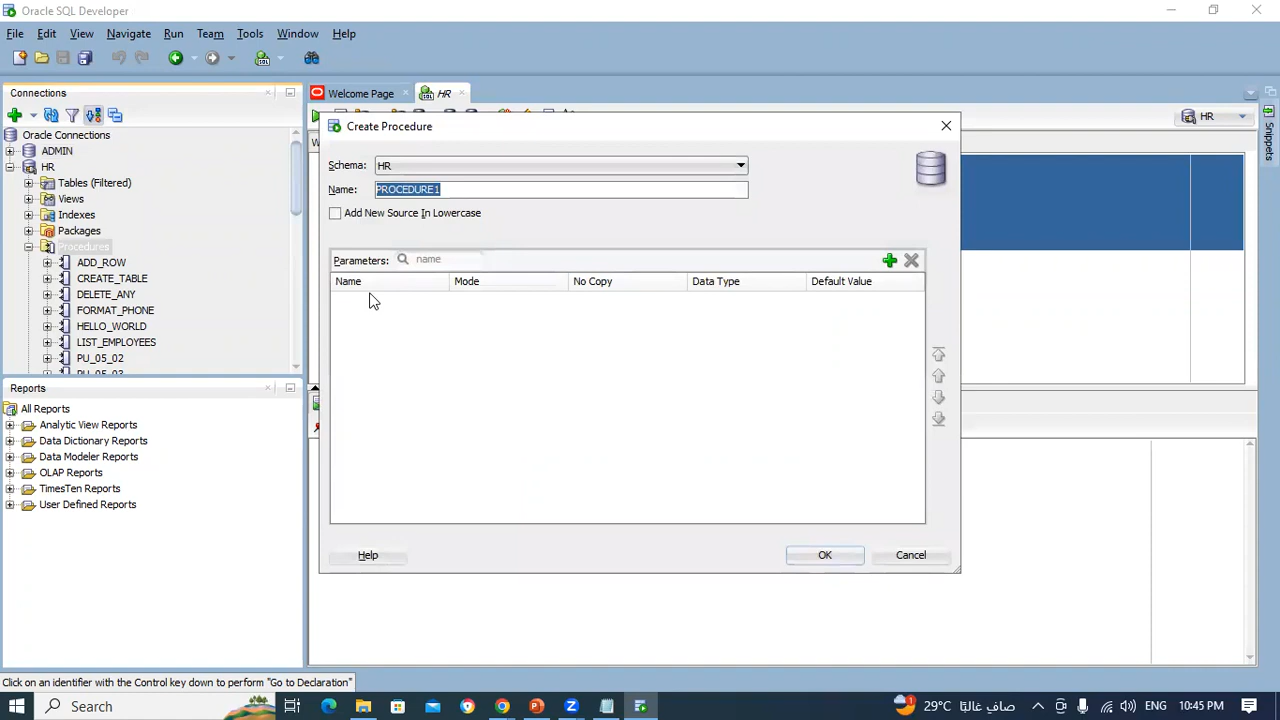 Oracle SQL Developer
File Edit View Navigate Run Team Tools Window Help
Connections
Welcome Page
HR
Oracle Connections
ADMIN
HR
Tables (Filtered)
Views
Indexes
Packages
Procedures
ADD_ROW
CREATE_TABLE
DELETE_ANY
FORMAT_PHONE
HELLO_WORLD
LIST_EMPLOYEES
PU_05_02
Create Procedure
Schema: HR
Name: PROCEDURE1
Add New Source In Lowercase
Parameters: name
Name Mode No Copy Data Type Default Value
Help OK Cancel
HR
Snippets
Reports
All Reports
Analytic View Reports
Data Dictionary Reports
Data Modeler Reports
OLAP Reports
TimesTen Reports
User Defined Reports
Click on an identifier with the Control key down to perform "Go to Declaration"
Search
1
29°C صافٍ غالبًا
ENG 10:45 PM